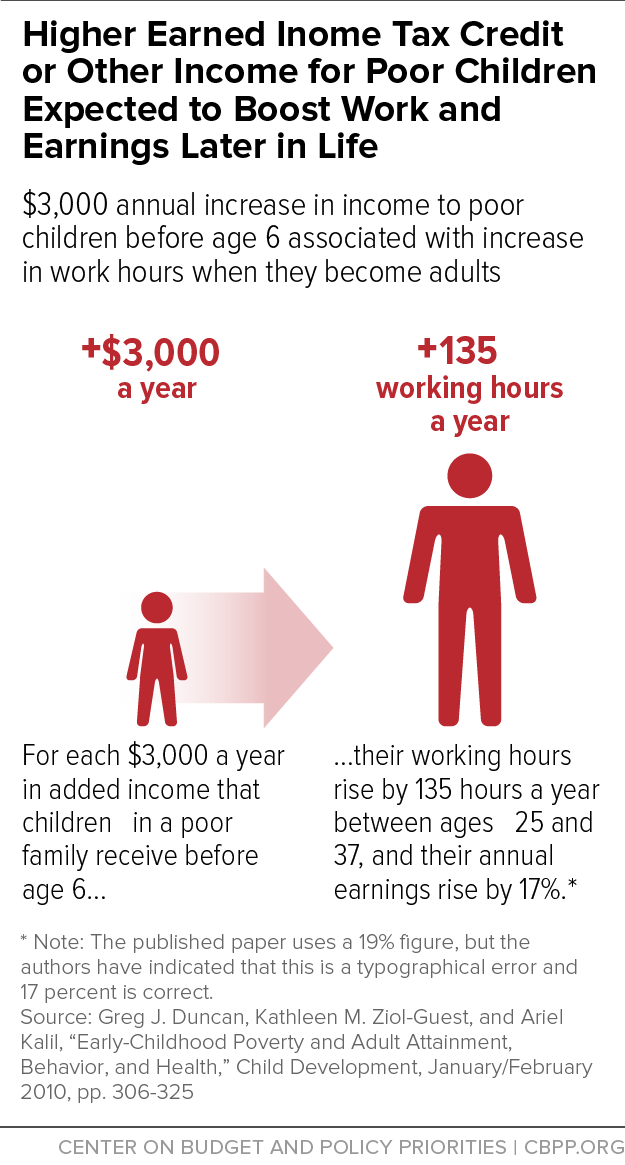 Higher Earned Inome Tax Credit
or Other Income for Poor Children
Expected to Boost Work and
Earnings Later in Life
$3,000 annual increase in income to poor
children before age 6 associated with increase
in work hours when they become adults
+$3,000
a year
+135
working hours
a year
For each $3,000 a year
in added income that
children in a poor
family receive before
age 6...
...their working hours
rise by 135 hours a year
between ages 25 and
37, and their annual
earnings rise by 17%.*
* Note: The published paper uses a 19% figure, but the
authors have indicated that this is a typographical error and
17 percent is correct.
Source: Greg J. Duncan, Kathleen M. Ziol-Guest, and Ariel
Kalil, “Early-Childhood Poverty and Adult Attainment,
Behavior, and Health,” Child Development, January/February
2010, pp. 306-325
CENTER ON BUDGET AND POLICY PRIORITIES | CBPP.ORG